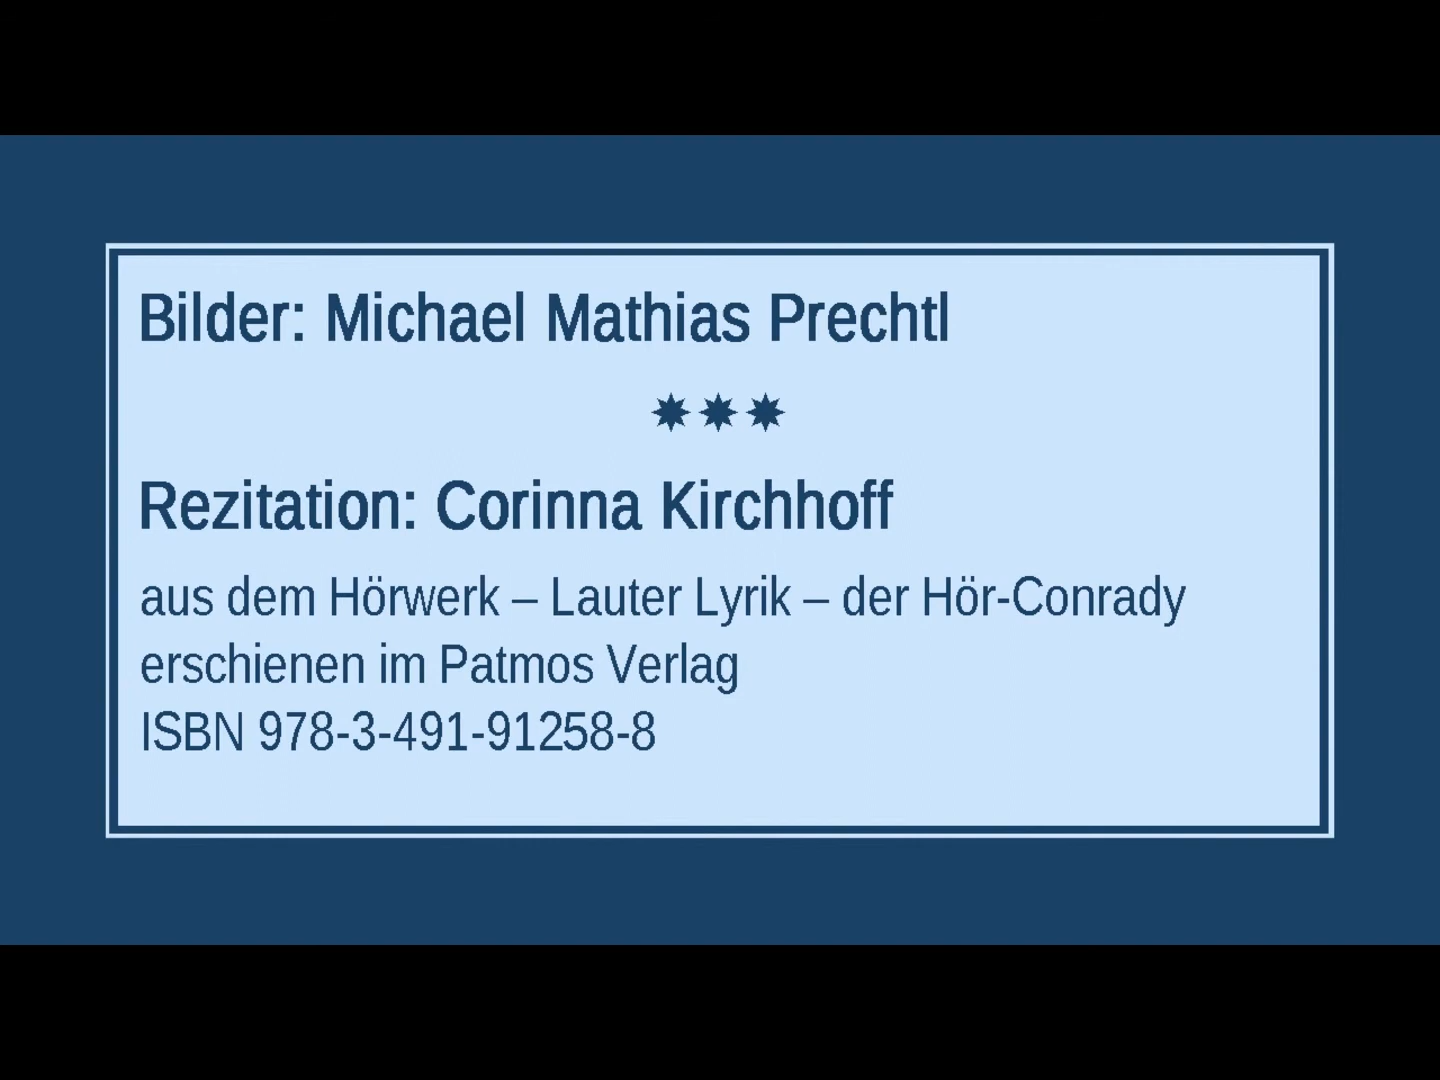 Bilder: Michael Mathias Prechtl
✸✸✸
Rezitation: Corinna Kirchhoff
aus dem Hörwerk – Lauter Lyrik – der Hör-Conrady
erschienen im Patmos Verlag
ISBN 978-3-491-91258-8